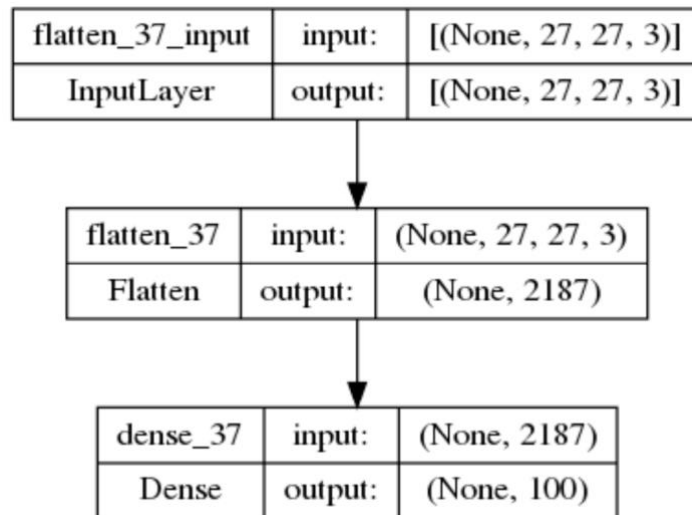 flatten_37_input input: [(None, 27, 27, 3)]
InputLayer output: [(None, 27, 27, 3)]
flatten_37 input: (None, 27, 27, 3)
Flatten output: (None, 2187)
dense_37 input: (None, 2187)
Dense output: (None, 100)